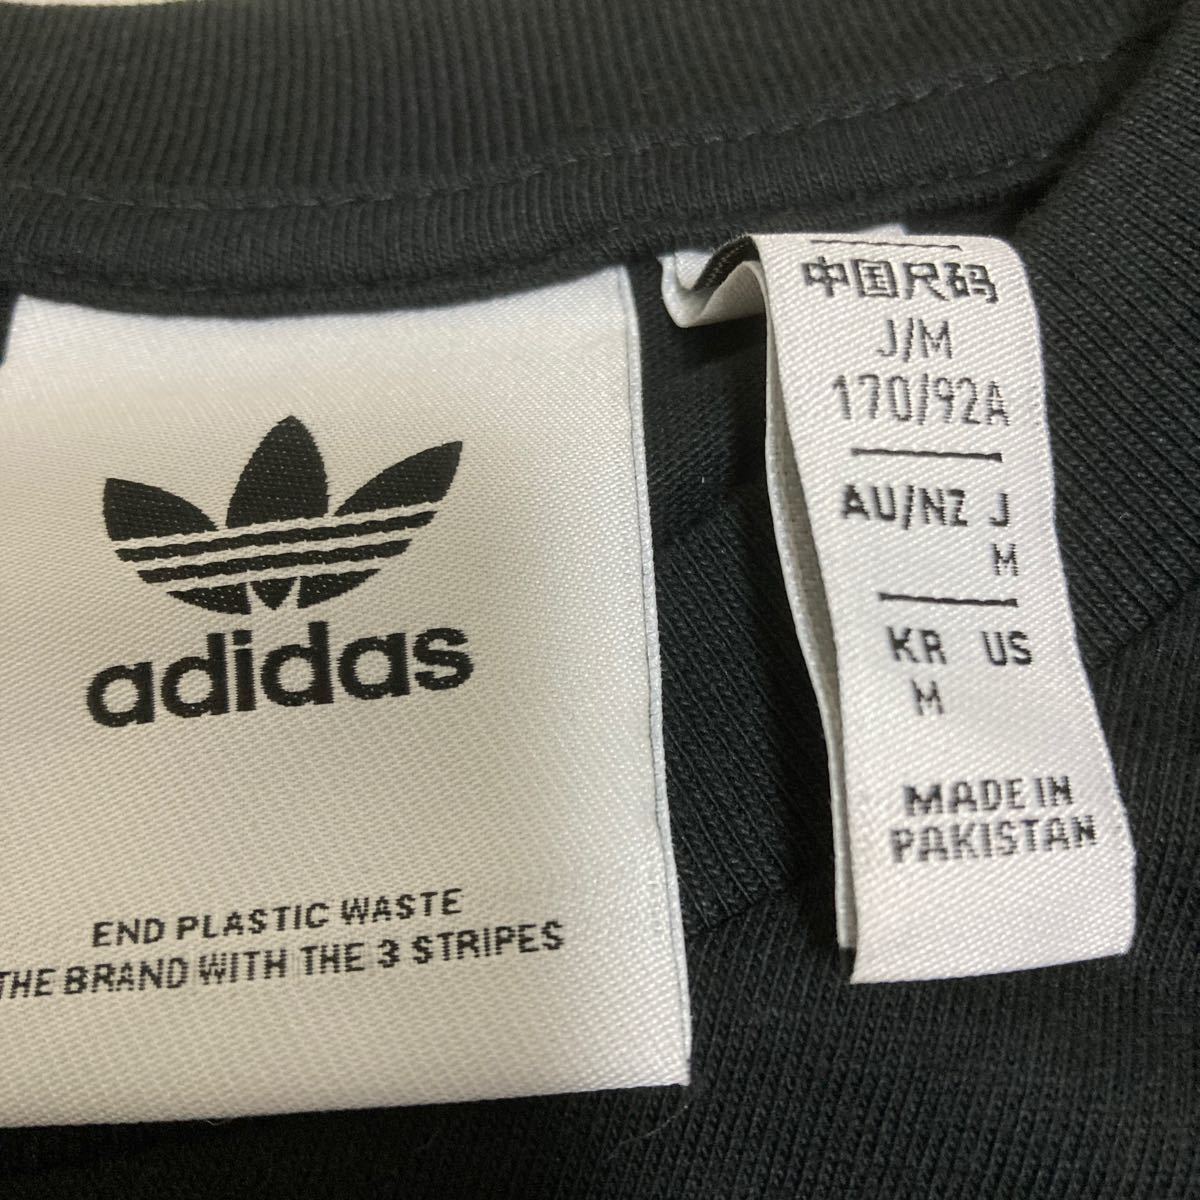 adidas
END PLASTIC WASTE
THE BRAND WITH THE 3 STRIPES
中国尺码
J/M
170/92A
AU/NZ J
M
KR US
M
MADE IN
PAKISTAN